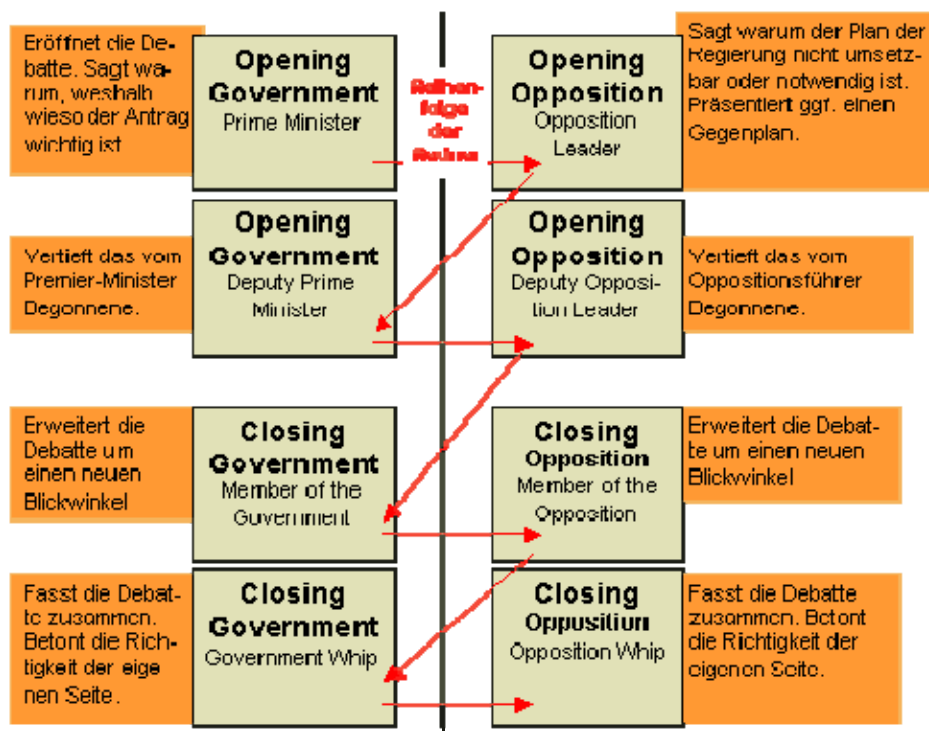 Eröffnet die De-
batte. Sagt wa-
rum, weshalb
wieso der Antrag
wichtig ist
Opening
Government
Prime Minister
Reihen-
folge
der
Opening
Opposition
Opposition
Leader
Sagt warum der Plan der
Regierung nicht umsetz-
bar oder notwendig ist.
Präsentiert ggf. einen
Gegenplan.
Vertieft das vom
Premier-Minister
Degonnene.
Opening
Government
Deputy Prime
Minister
Opening
Opposition
Deputy Opposi-
tion Leader
Vertieft das vom
Oppositionsführer
Degonnene.
Erweitert die
Debatte um
einen neuen
Blickwinkel
Closing
Government
Member of the
Government
Closing
Opposition
Member of the
Opposition
Erweitert die Debat-
te um einen neuen
Blickwinkel
Fasst die Debat-
te zusammen.
Betont die Rich-
tigkeit der eige
nen Seite.
Closing
Government
Government Whip
Closing
Opposition
Opposition Whip
Fasst die Debatte
zusammen. Betont
die Richtigkeit der
eigenen Seite.